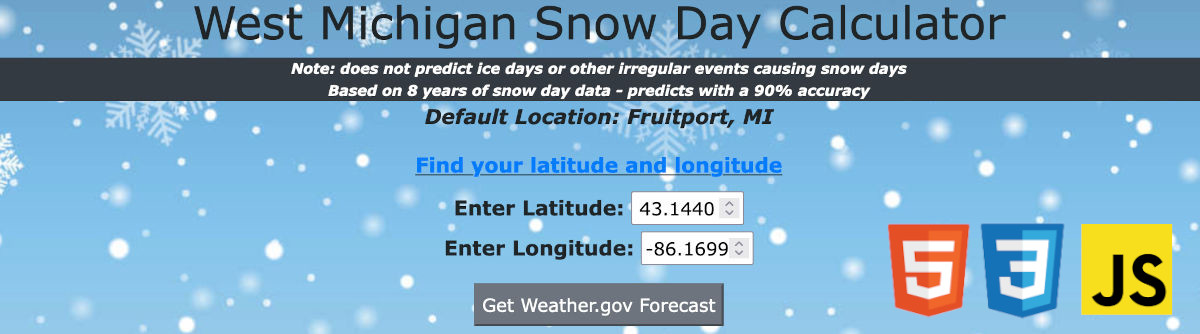 West Michigan Snow Day Calculator
Note: does not predict ice days or other irregular events causing snow days
Based on 8 years of snow day data - predicts with a 90% accuracy
Default Location: Fruitport, MI
Find your latitude and longitude
Enter Latitude: 43.1440
Enter Longitude: -86.1699
Get Weather.gov Forecast
5
3
JS